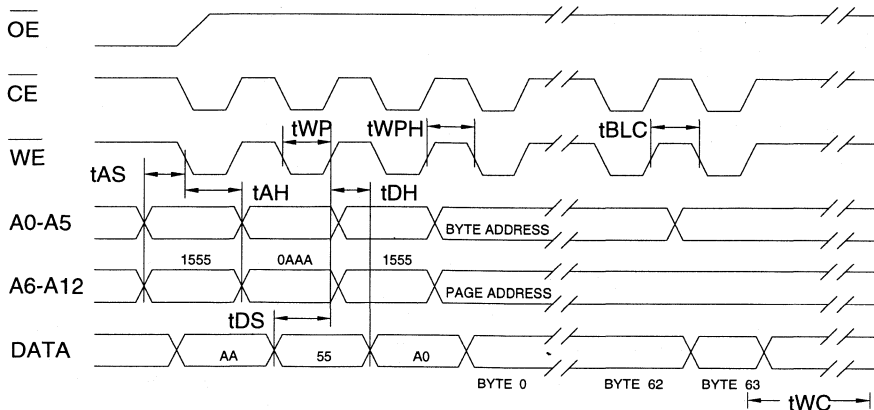 OE
CE
tWP tWPH tBLC
WE
tAS
tAH tDH
A0-A5 BYTE ADDRESS
1555 0AAA 1555
A6-A12 PAGE ADDRESS
tDS
DATA AA 55 A0
BYTE 0 BYTE 62 BYTE 63
tWC